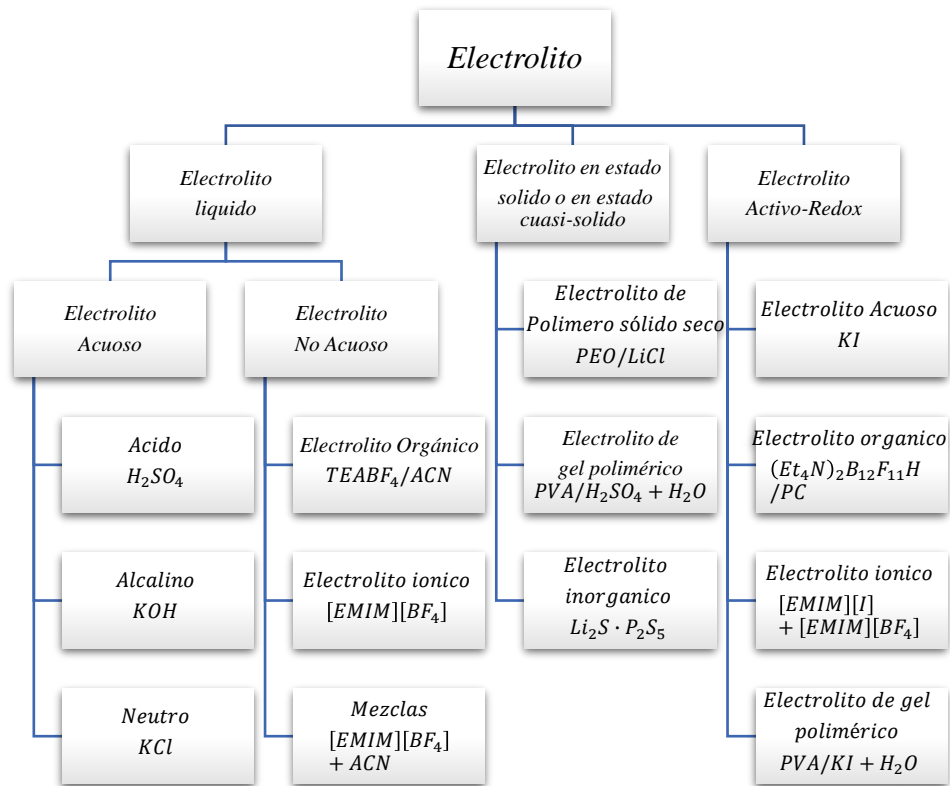 Electrolito
Electrolito
liquido
Electrolito en estado
solido o en estado
cuasi-solido
Electrolito
Activo-Redox
Electrolito
Acuoso
Electrolito
No Acuoso
Electrolito de
Polimero sólido seco
PEO/LiCl
Electrolito Acuoso
KI
Acido
H₂SO₄
Electrolito Orgánico
TEABF₄/ACN
Electrolito de
gel polimérico
PVA/H₂SO₄ + H₂O
Electrolito organico
(Et₄N)₂B₁₂F₁₁H
/PC
Alcalino
KOH
Electrolito ionico
[EMIM][BF₄]
Electrolito
inorganico
Li₂S · P₂S₅
Electrolito ionico
[EMIM][I]
+ [EMIM][BF₄]
Neutro
KCl
Mezclas
[EMIM][BF₄]
+ ACN
Electrolito de gel
polimérico
PVA/KI + H₂O